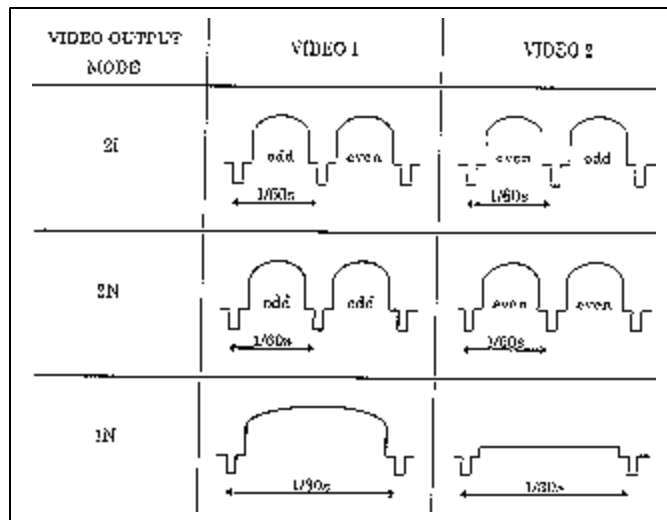 VIDEO OUTPUT
MODE
VIDEO 1
VIDEO 2
2i
odd even
even odd
1/60s
1/60s
2N
odd odd
even even
1/60s
1/60s
1N
1/30s
1/30s